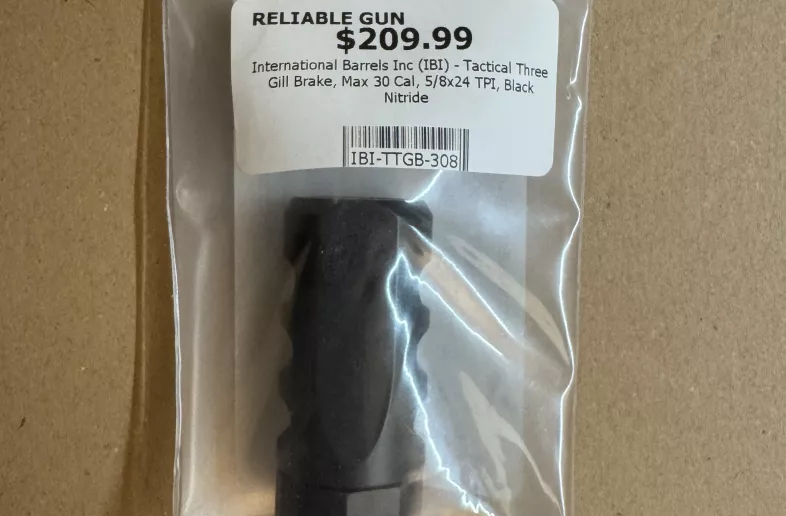 RELIABLE GUN
$209.99
International Barrels Inc (IBI) - Tactical Three
Gill Brake, Max 30 Cal, 5/8x24 TPI, Black
Nitride
IBI-TTGB-308